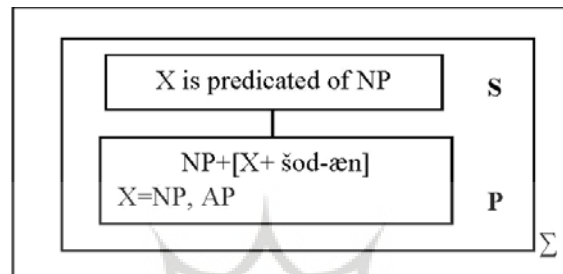 X is predicated of NP
S
NP+[X+ šod-æn]
X=NP, AP
P
∑